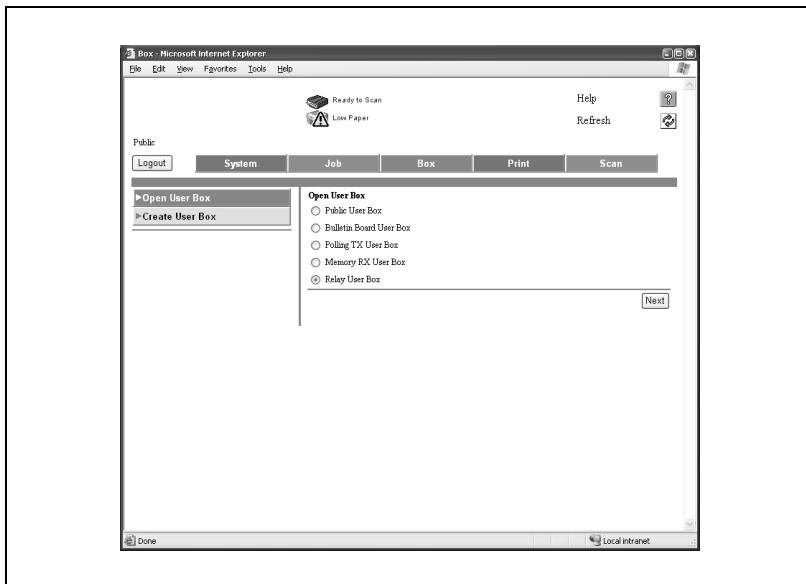 Box - Microsoft Internet Explorer
File Edit View Favorites Tools Help
Ready to Scan
Help
?
Low Paper
Refresh
Public
Logout System Job Box Print Scan
Open User Box
Create User Box
Open User Box
Public User Box
Bulletin Board User Box
Polling TX User Box
Memory RX User Box
Relay User Box
Next
Done
Local intranet